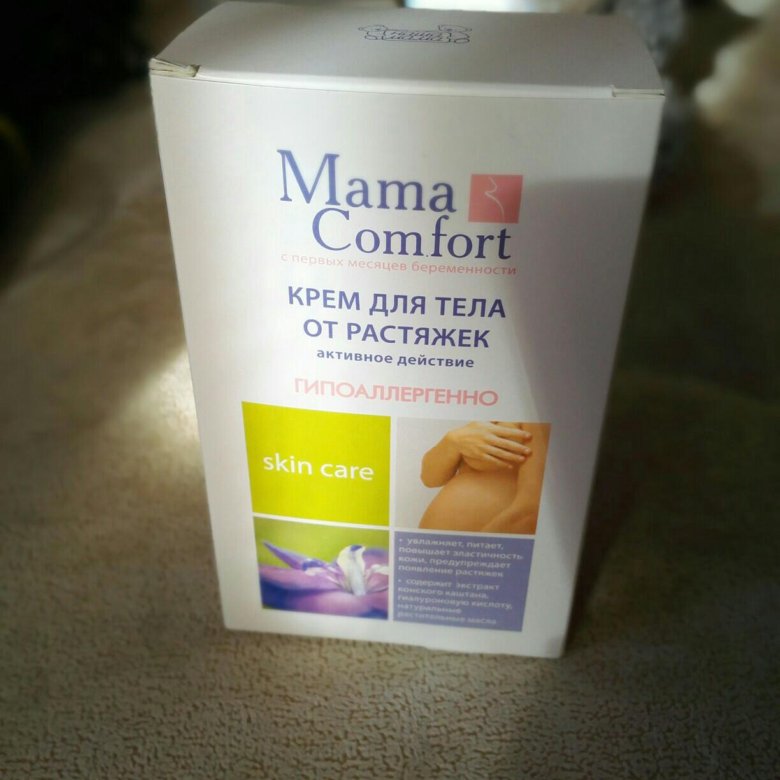 Mama
Comfort
с первых месяцев беременности
КРЕМ ДЛЯ ТЕЛА
ОТ РАСТЯЖЕК
активное действие
ГИПОАЛЛЕРГЕННО
skin care
• увлажняет, питает,
повышает эластичность
кожи, предупреждает
появление растяжек
• содержит экстракт
конского каштана,
гиалуроновую кислоту,
натуральные
растительные масла